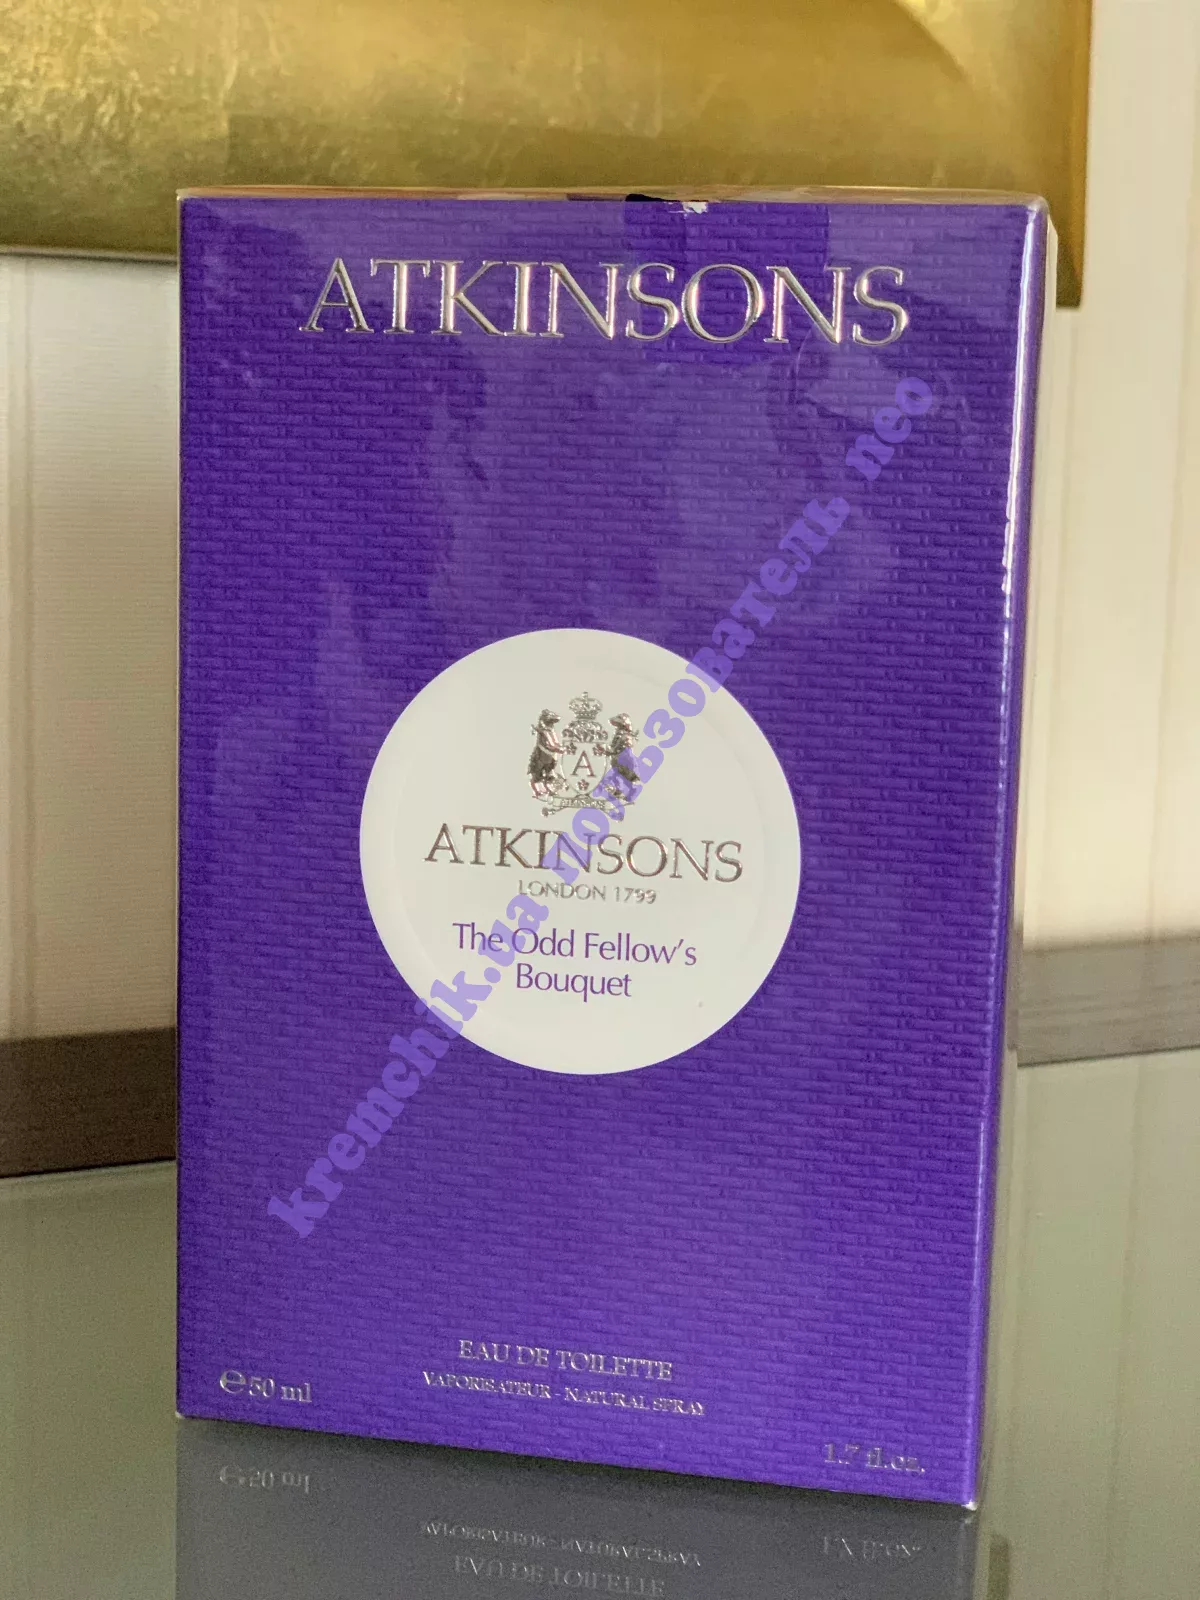 ATKINSONS
A
ATKINSONS
LONDON 1799
The Odd Fellow's
Bouquet
kremchik.ua пользователь neo
EAU DE TOILETTE
VAPORISATEUR - NATURAL SPRAY
℮50 ml
1.7 fl.oz.